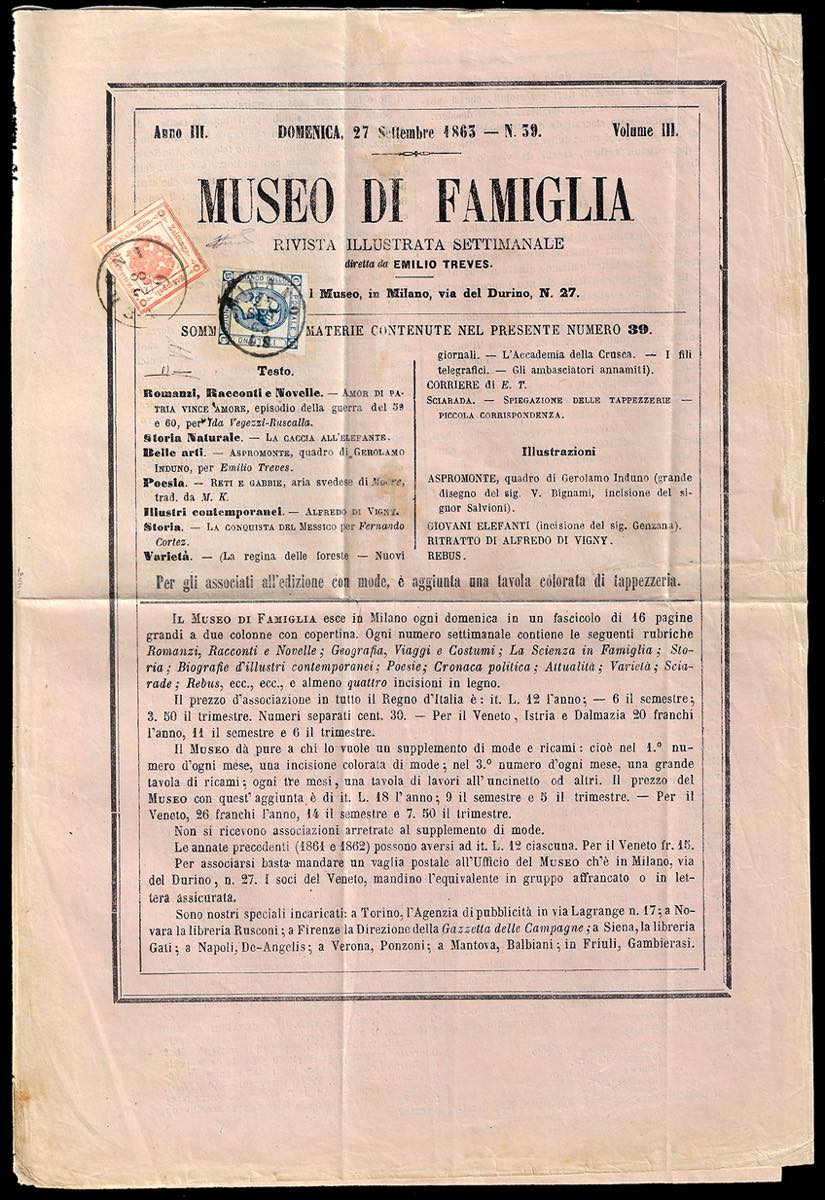 Anno III.
DOMENICA, 27 Settembre 1863 — N. 39.
Volume III.
MUSEO DI FAMIGLIA
RIVISTA ILLUSTRATA SETTIMANALE
diretta da EMILIO TREVES.
l Museo, in Milano, via del Durino, N. 27.
SOMM MATERIE CONTENUTE NEL PRESENTE NUMERO 39.
Testo.
Romanzi, Racconti e Novelle. — AMOR DI PA-
TRIA VINCE AMORE, episodio della guerra del 59
e 60, per Ida Vegezzi-Ruscalla.
Storia Naturale. — LA CACCIA ALL'ELEFANTE.
Belle arti. — ASPROMONTE, quadro di GEROLAMO
INDUNO, per Emilio Treves.
Poesia. — RETI E GABBIE, aria svedese di Moore,
trad. da M. K.
Illustri contemporanei. — ALFREDO DI VIGNY.
Storia. — LA CONQUISTA DEL MESSICO per Fernando
Cortez.
Varietà. — (La regina delle foreste — Nuovi
giornali. — L'Accademia della Crusca. — I fili
telegrafici. — Gli ambasciatori annamiti).
CORRIERE di E. T.
SCIARADA. — SPIEGAZIONE DELLE TAPPEZZERIE —
PICCOLA CORRISPONDENZA.
Illustrazioni
ASPROMONTE, quadro di Gerolamo Induno (grande
disegno del sig. V. Bignami, incisione del si-
gnor Salvioni).
GIOVANI ELEFANTI (incisione del sig. Genzana).
RITRATTO DI ALFREDO DI VIGNY.
REBUS.
Per gli associati all'edizione con mode, è aggiunta una tavola colorata di tappezzeria.
IL MUSEO DI FAMIGLIA esce in Milano ogni domenica in un fascicolo di 16 pagine
grandi a due colonne con copertina. Ogni numero settimanale contiene le seguenti rubriche
Romanzi, Racconti e Novelle; Geografia, Viaggi e Costumi; La Scienza in Famiglia; Sto-
ria; Biografie d'illustri contemporanei; Poesie; Cronaca politica; Attualità; Varietà; Scia-
rade; Rebus, ecc., ecc., e almeno quattro incisioni in legno.
Il prezzo d'associazione in tutto il Regno d'Italia è: it. L. 12 l'anno; — 6 il semestre;
3. 50 il trimestre. Numeri separati cent. 30. — Per il Veneto, Istria e Dalmazia 20 franchi
l'anno, 11 il semestre e 6 il trimestre.
Il MUSEO dà pure a chi lo vuole un supplemento di mode e ricami: cioè nel 1.º nu-
mero d'ogni mese, una incisione colorata di mode; nel 3.º numero d'ogni mese, una grande
tavola di ricami; ogni tre mesi, una tavola di lavori all'uncinetto od altri. Il prezzo del
MUSEO con quest'aggiunta è di it. L. 18 l'anno; 9 il semestre e 5 il trimestre. — Per il
Veneto, 26 franchi l'anno, 14 il semestre e 7. 50 il trimestre.
Non si ricevono associazioni arretrate al supplemento di mode.
Le annate precedenti (1861 e 1862) possono aversi ad it. L. 12 ciascuna. Per il Veneto fr. 15.
Per associarsi basta mandare un vaglia postale all'Ufficio del MUSEO ch'è in Milano, via
del Durino, n. 27. I soci del Veneto, mandino l'equivalente in gruppo affrancato o in let-
tera assicurata.
Sono nostri speciali incaricati: a Torino, l'Agenzia di pubblicità in via Lagrange n. 17; a No-
vara la libreria Rusconi; a Firenze la Direzione della Gazzetta delle Campagne; a Siena, la libreria
Gati; a Napoli, De-Angelis; a Verona, Ponzoni; a Mantova, Balbiani; in Friuli, Gambierasi.